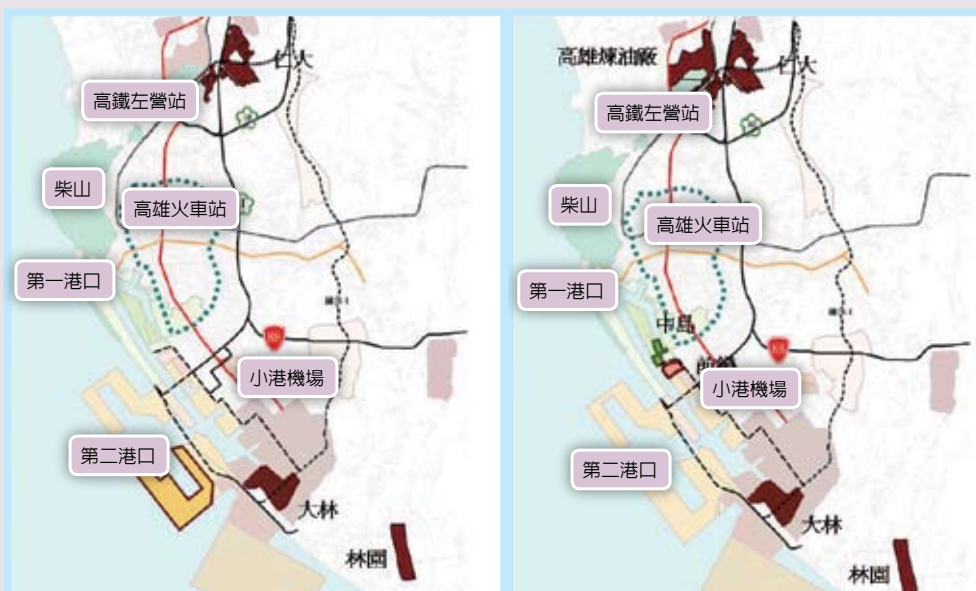 仁大
高鐵左營站
柴山
高雄火車站
第一港口
小港機場
第二港口
大林
林園
高雄煉油廠
仁大
高鐵左營站
柴山
高雄火車站
第一港口
中島
小港機場
第二港口
大林
林園